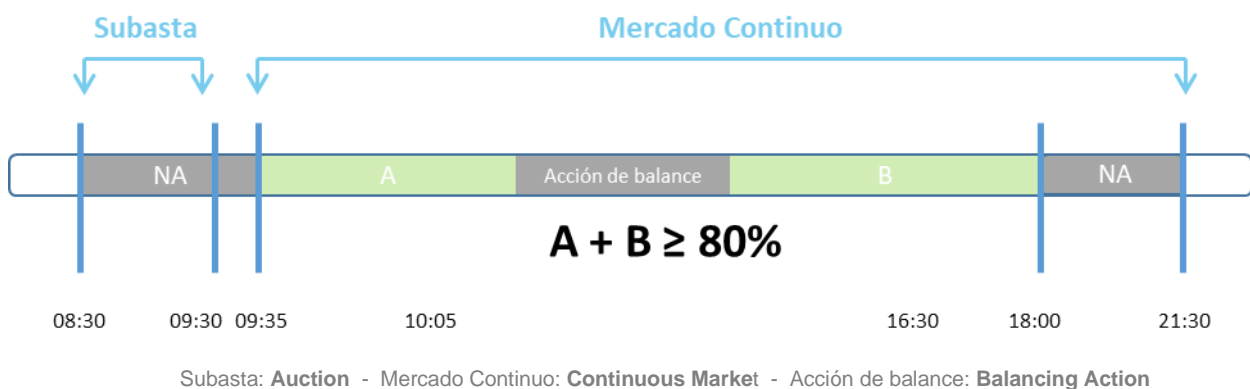 Subasta Mercado Continuo
NA A Acción de balance B NA
A + B ≥ 80%
08:30 09:30 09:35 10:05 16:30 18:00 21:30
Subasta: Auction - Mercado Continuo: Continuous Market - Acción de balance: Balancing Action